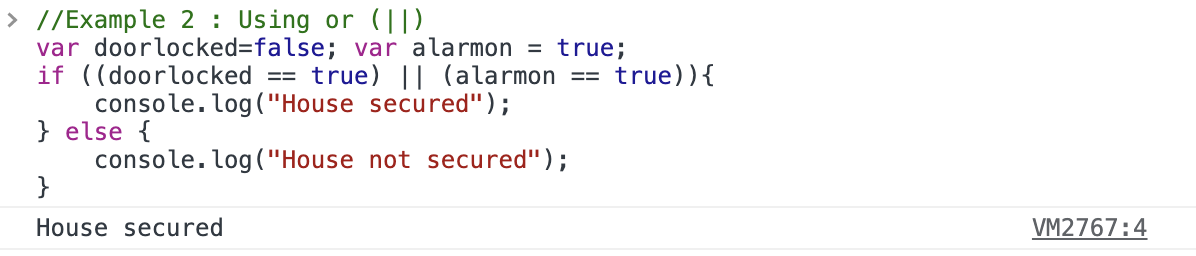 > //Example 2 : Using or (||)
var doorlocked=false; var alarmon = true;
if ((doorlocked == true) || (alarmon == true)){
    console.log("House secured");
} else {
    console.log("House not secured");
}
House secured VM2767:4